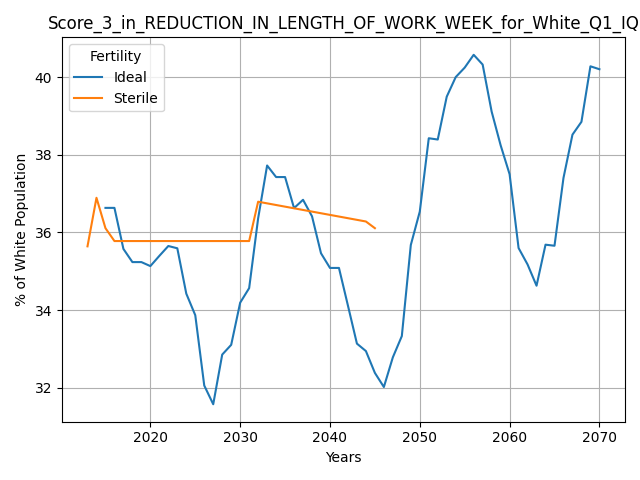 Score_3_in_REDUCTION_IN_LENGTH_OF_WORK_WEEK_for_White_Q1_IQ
Fertility
Ideal
Sterile
% of White Population
40
38
36
34
32
2020 2030 2040 2050 2060 2070
Years